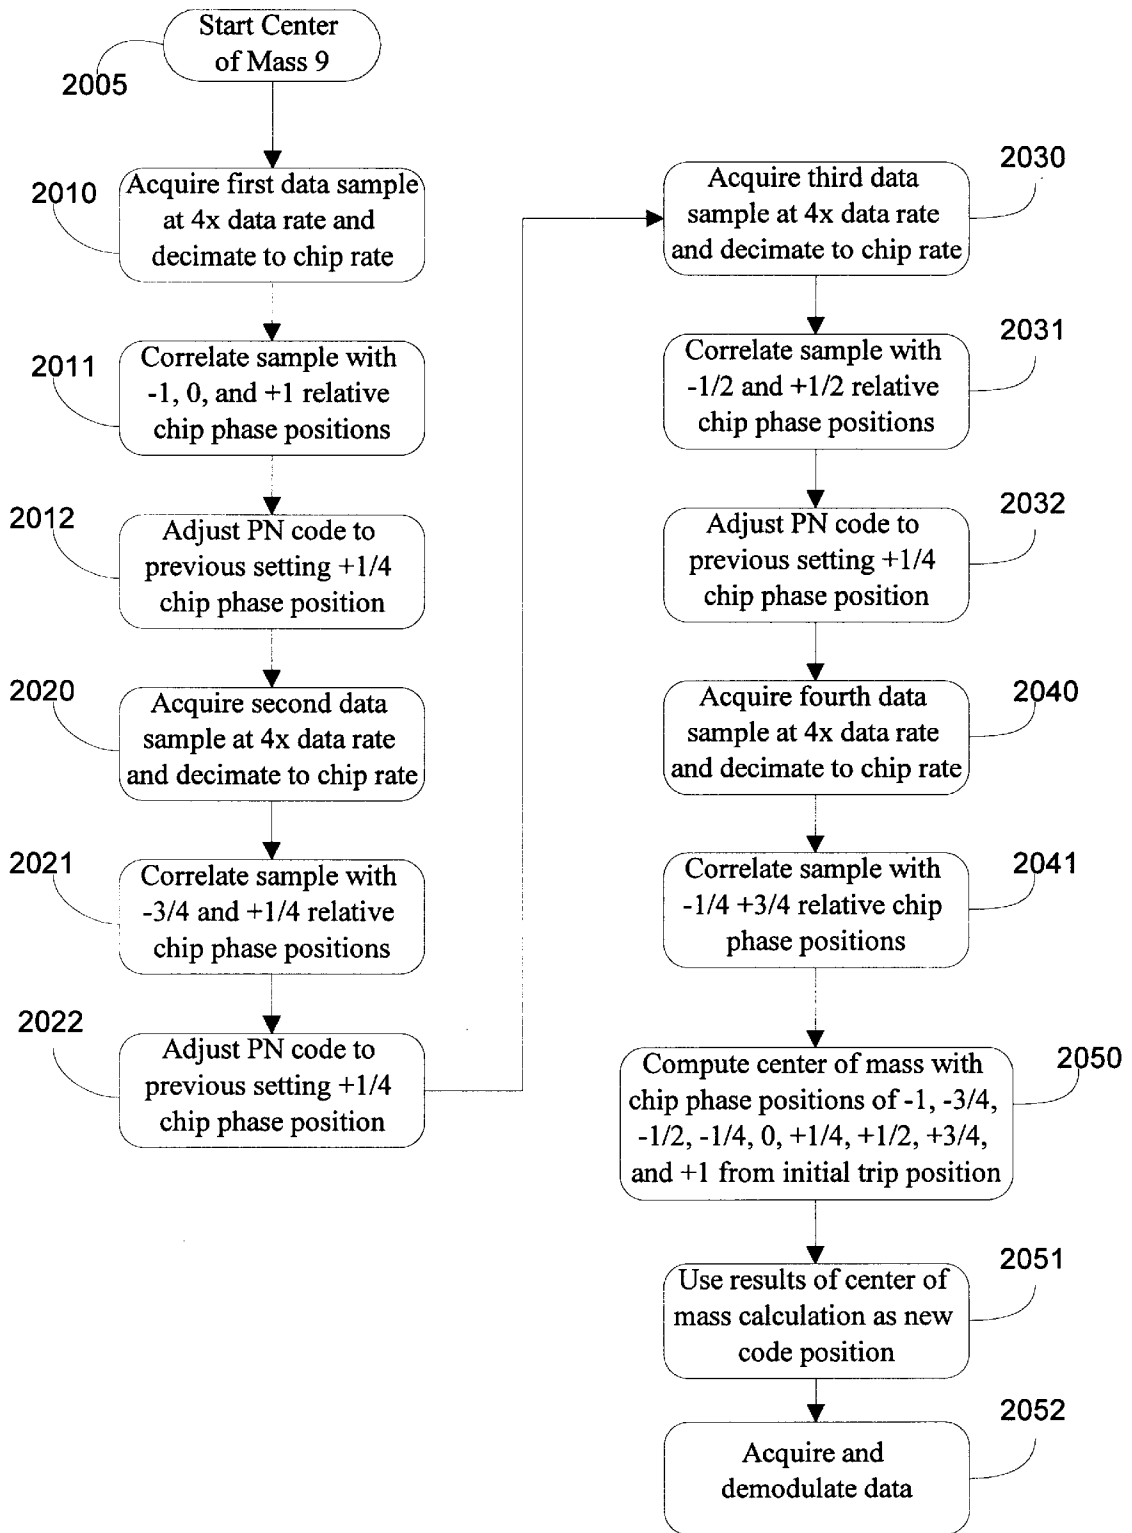 Start Center
of Mass 9
2005
2010
Acquire first data sample
at 4x data rate and
decimate to chip rate
2011
Correlate sample with
-1, 0, and +1 relative
chip phase positions
2012
Adjust PN code to
previous setting +1/4
chip phase position
2020
Acquire second data
sample at 4x data rate
and decimate to chip rate
2021
Correlate sample with
-3/4 and +1/4 relative
chip phase positions
2022
Adjust PN code to
previous setting +1/4
chip phase position
2030
Acquire third data
sample at 4x data rate
and decimate to chip rate
2031
Correlate sample with
-1/2 and +1/2 relative
chip phase positions
2032
Adjust PN code to
previous setting +1/4
chip phase position
2040
Acquire fourth data
sample at 4x data rate
and decimate to chip rate
2041
Correlate sample with
-1/4 +3/4 relative chip
phase positions
2050
Compute center of mass with
chip phase positions of -1, -3/4,
-1/2, -1/4, 0, +1/4, +1/2, +3/4,
and +1 from initial trip position
2051
Use results of center of
mass calculation as new
code position
2052
Acquire and
demodulate data